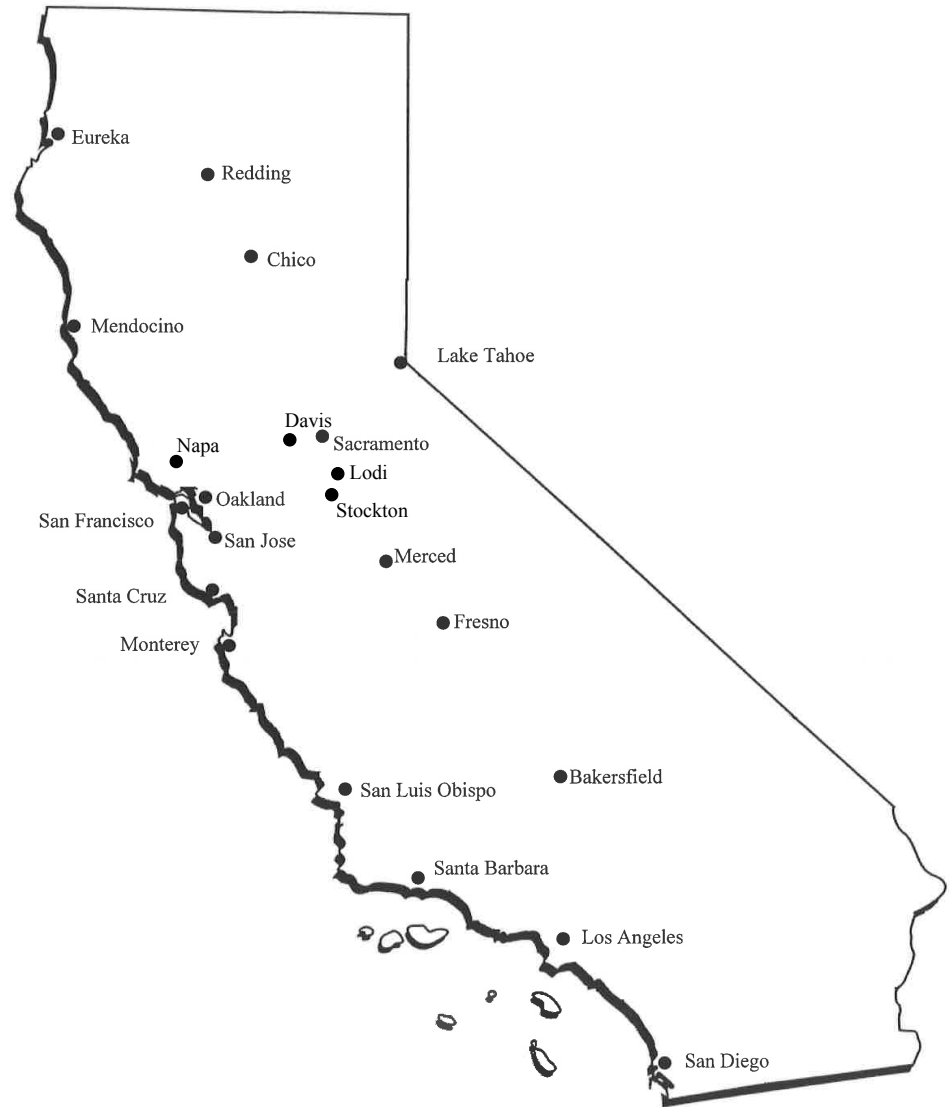 Eureka
Redding
Chico
Mendocino
Lake Tahoe
Davis
Sacramento
Napa
Lodi
Oakland
Stockton
San Francisco
San Jose
Merced
Santa Cruz
Fresno
Monterey
Bakersfield
San Luis Obispo
Santa Barbara
Los Angeles
San Diego